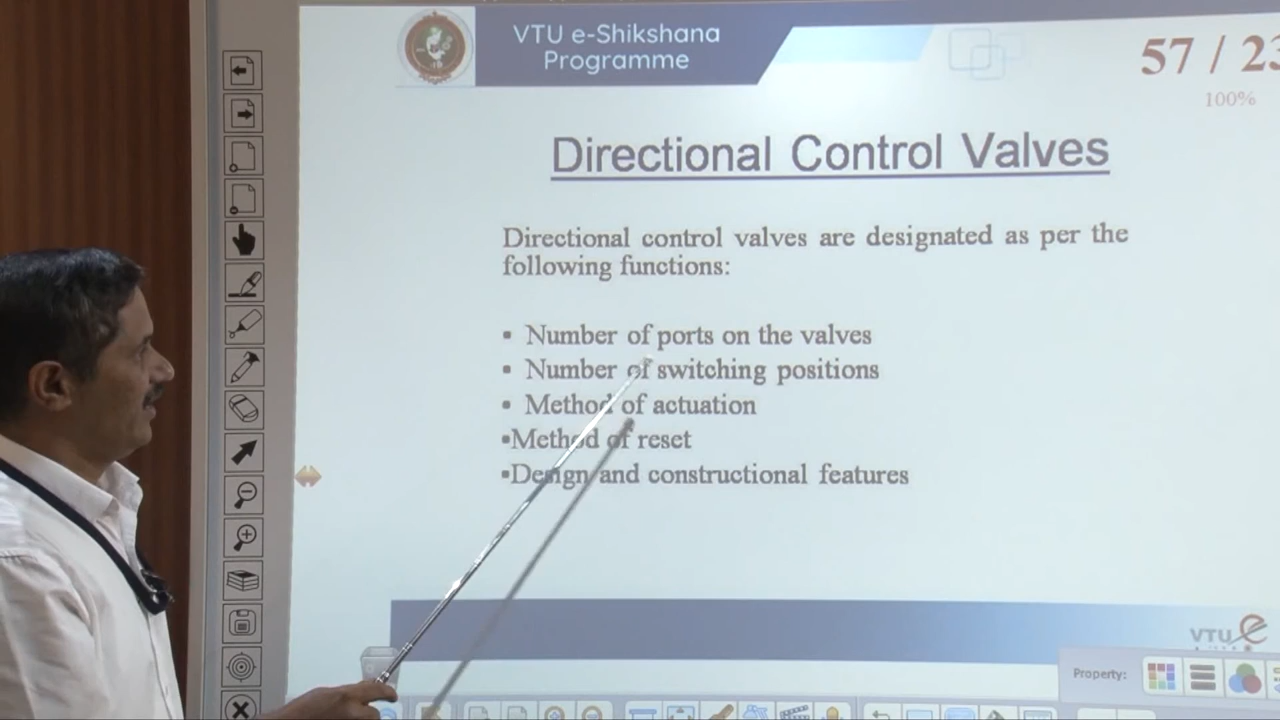 VTU e-Shikshana
Programme
57 / 23
100%
Directional Control Valves
Directional control valves are designated as per the
following functions:
▪ Number of ports on the valves
▪ Number of switching positions
▪ Method of actuation
▪Method of reset
▪Design and constructional features
VTU e
Property: